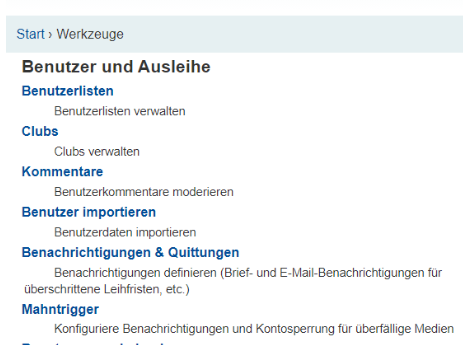 Start › Werkzeuge
Benutzer und Ausleihe
Benutzerlisten
Benutzerlisten verwalten
Clubs
Clubs verwalten
Kommentare
Benutzerkommentare moderieren
Benutzer importieren
Benutzerdaten importieren
Benachrichtigungen & Quittungen
Benachrichtigungen definieren (Brief- und E-Mail-Benachrichtigungen für
überschrittene Leihfristen, etc.)
Mahntrigger
Konfiguriere Benachrichtigungen und Kontosperrung für überfällige Medien